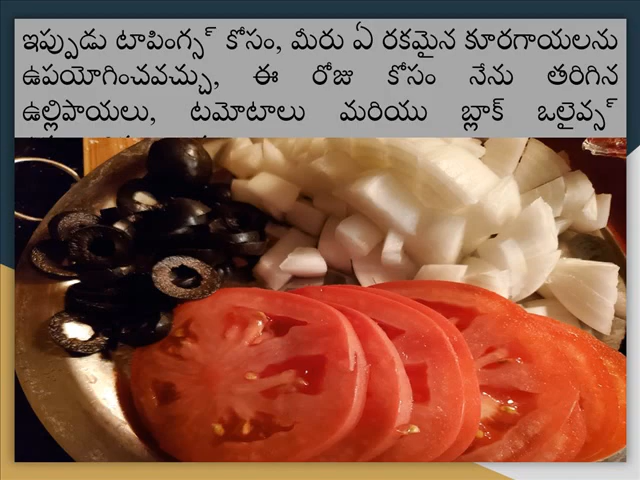 ఇప్పుడు టాపింగ్స్ కోసం, మీరు ఏ రకమైన కూరగాయలను
ఉపయోగించవచ్చు, ఈ రోజు కోసం నేను తరిగిన
ఉల్లిపాయలు, టమోటాలు మరియు బ్లాక్ ఒలైవ్స్